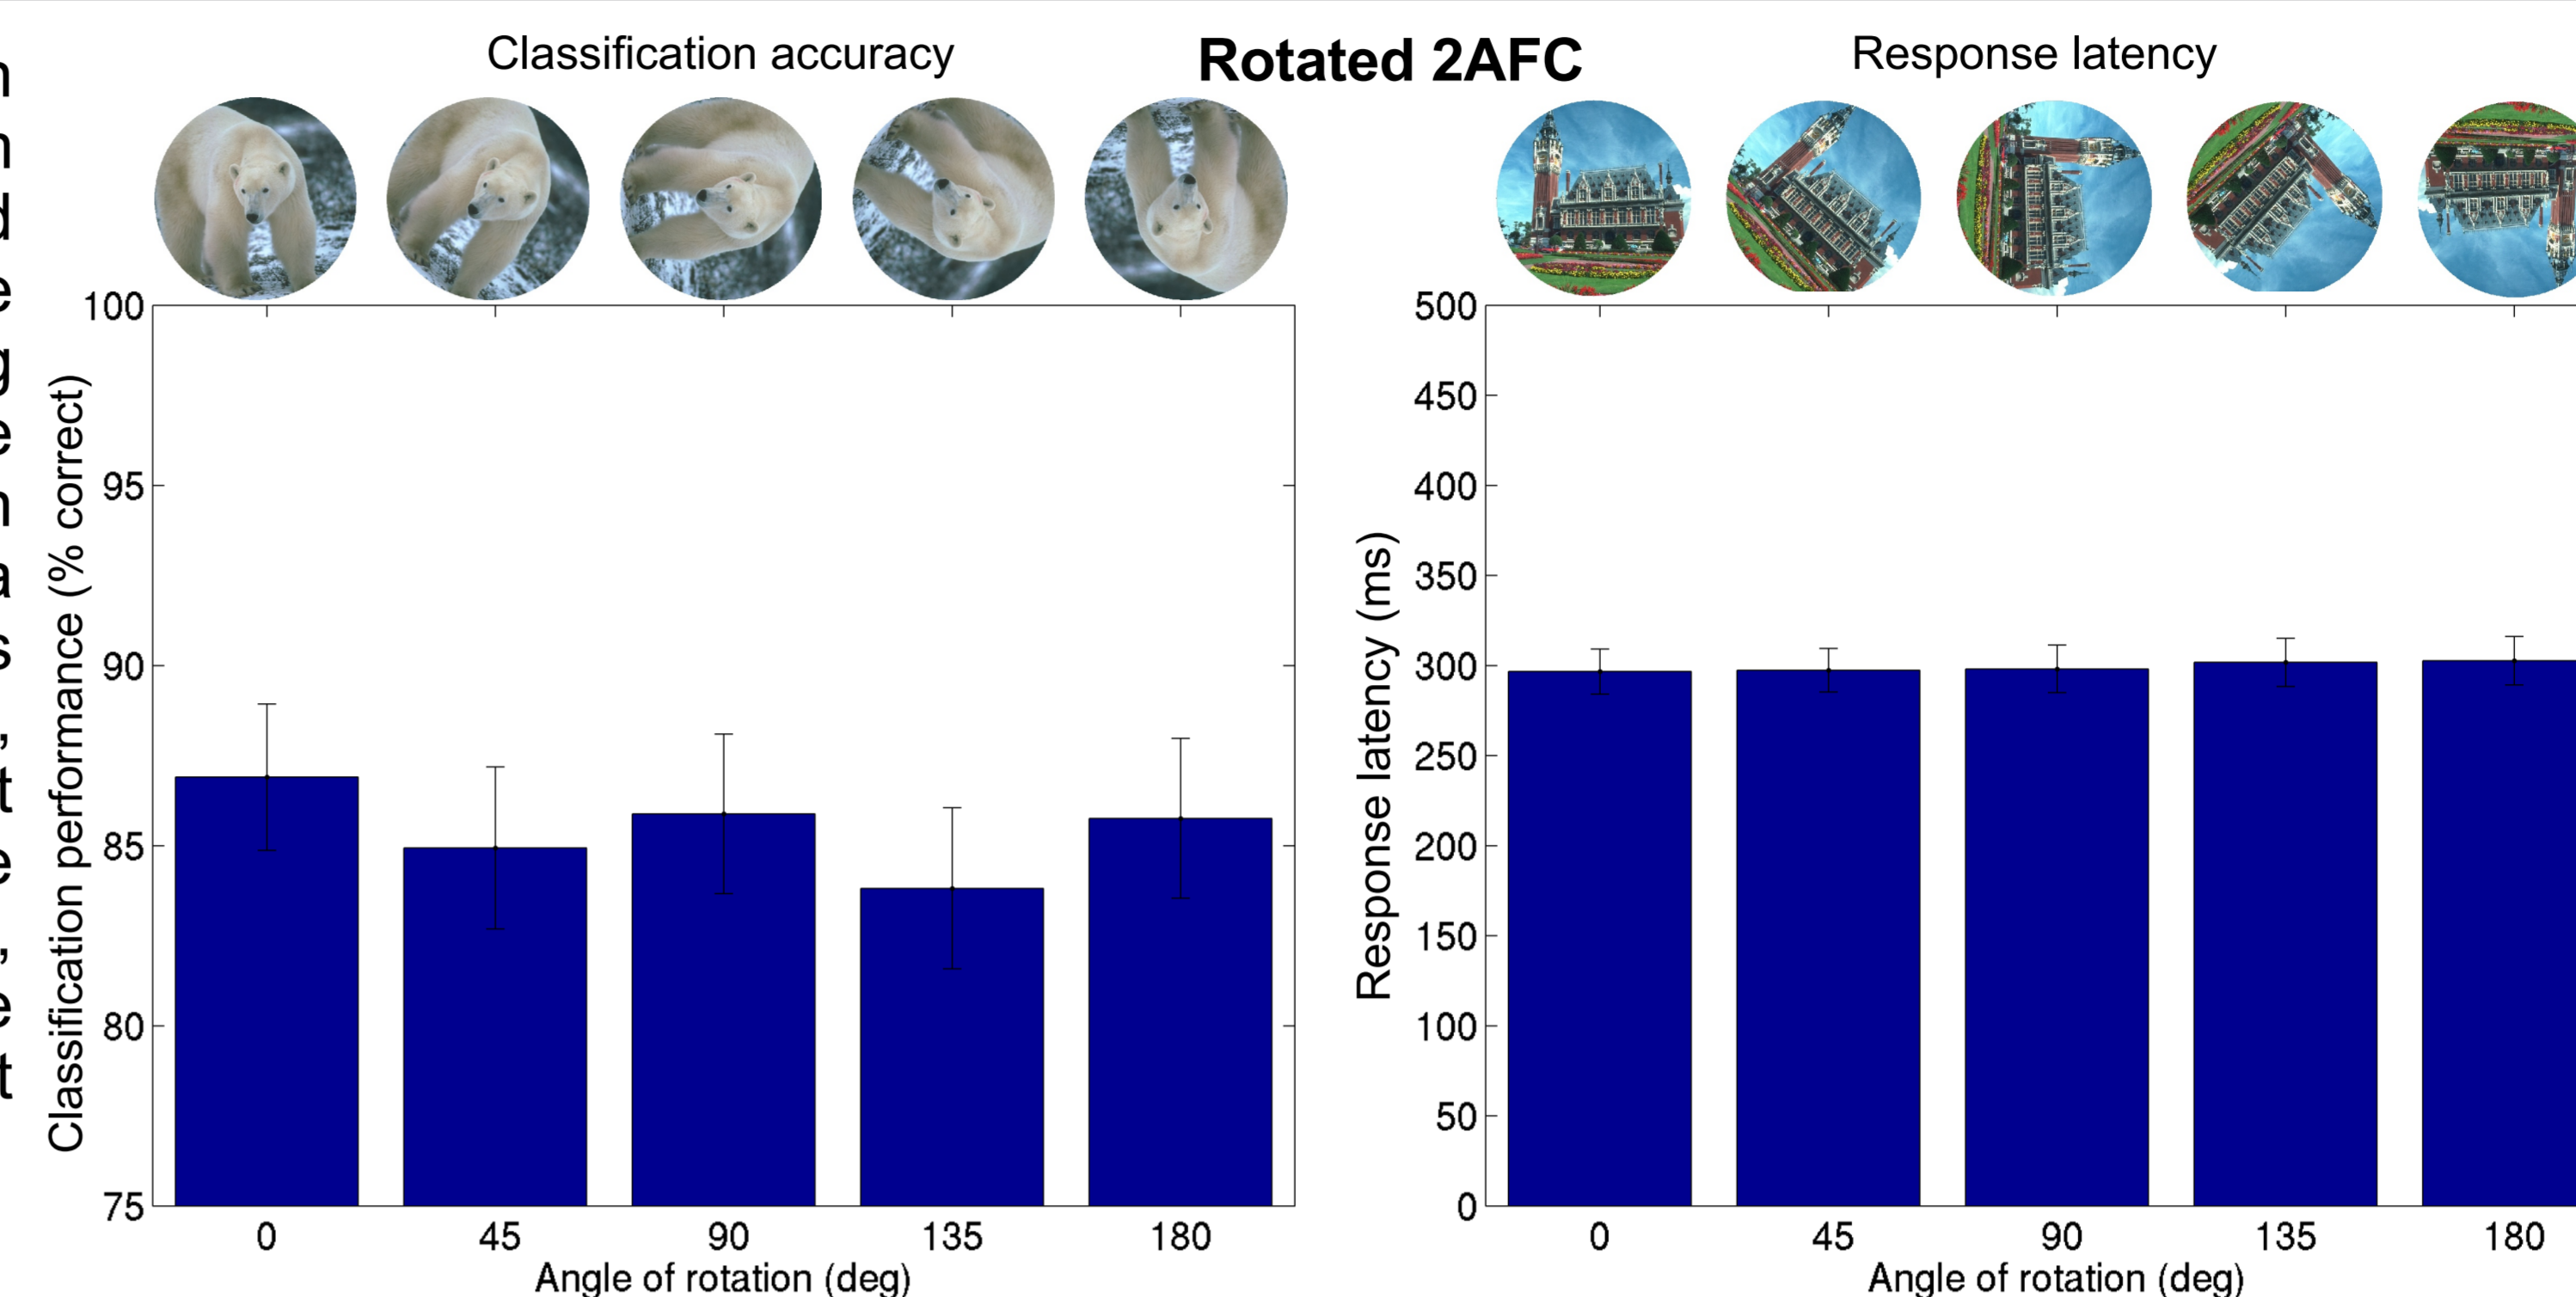 Classification accuracy
Rotated 2AFC
Response latency
100
95
90
85
80
75
Classification performance (% correct)
0 45 90 135 180
Angle of rotation (deg)
500
450
400
350
300
250
200
150
100
50
0
Response latency (ms)
0 45 90 135 180
Angle of rotation (deg)